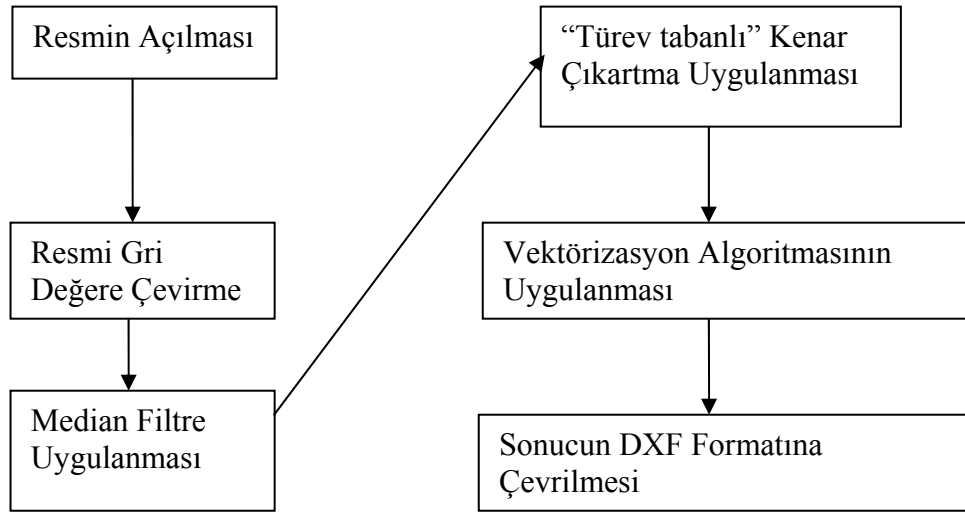 Resmin Açılması
Resmi Gri
Değere Çevirme
Median Filtre
Uygulanması
“Türev tabanlı” Kenar
Çıkartma Uygulanması
Vektörizasyon Algoritmasının
Uygulanması
Sonucun DXF Formatına
Çevrilmesi